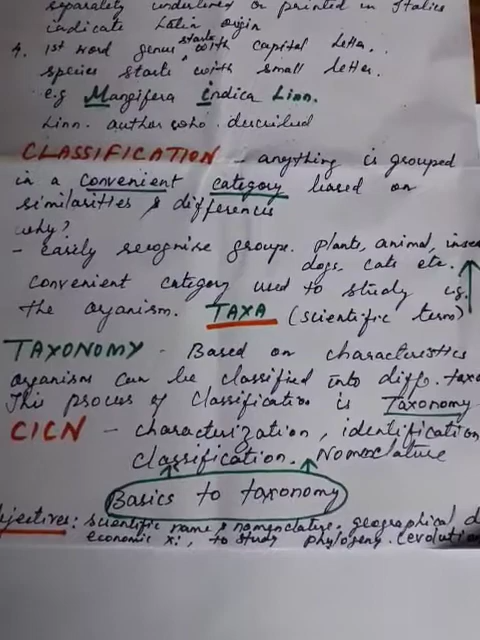 separately underlined or printed in Italics
indicate Latin origin
4. 1st word genus starts with capital letter.
species starts with small letter.
e.g Mangifera indica Linn.
Linn. author who described
CLASSIFICATION - anything is grouped
in a convenient category based on
similarities & differences
why?
- easily recognise groups. plants, animal, insec
dogs, cats etc.
convenient category used to study eg.
the organism. TAXA (scientific term)
TAXONOMY - Based on characteristics
organism can be classified into diff. taxa
This process of classification is Taxonomy
CICN - characterization, identification
classification. Nomeclature
Basics to taxonomy
jectives: scientific name & nomenclature. geographical d
economic to study phylogeny. (evolution